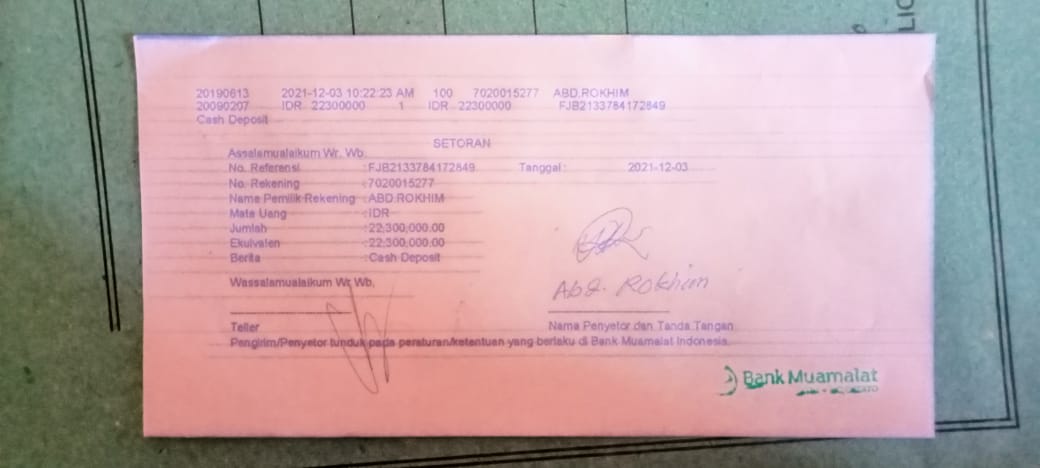 20190613 2021-12-03 10:22:23 AM 100 7020015277 ABD.ROKHIM
20090207 IDR 22300000 1 IDR 22300000 FJB2133784172849
Cash Deposit
SETORAN
Assalamualaikum Wr. Wb.
No. Referensi :FJB2133784172849 Tanggal : 2021-12-03
No. Rekening :7020015277
Nama Pemilik Rekening :ABD.ROKHIM
Mata Uang :IDR
Jumlah :22,300,000.00
Ekuivalen :22,300,000.00
Berita :Cash Deposit
Wassalamualaikum Wr.Wb.
Abd. Rokhim
Teller Nama Penyetor dan Tanda Tangan
Pengirim/Penyetor tunduk pada peraturan/ketentuan yang berlaku di Bank Muamalat Indonesia.
Bank Muamalat